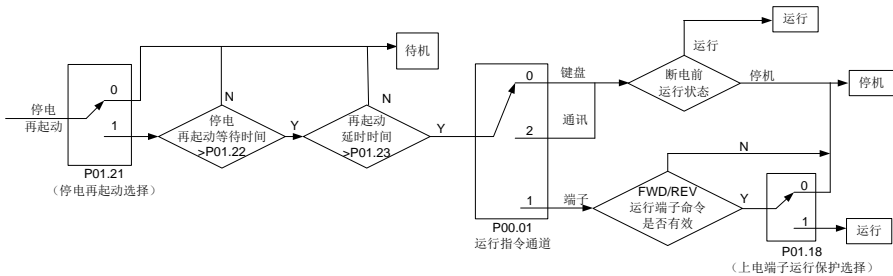 停电
再起动
0
1
P01.21
（停电再起动选择）
N
停电
再起动等待时间
>P01.22
Y
N
再起动
延时时间
>P01.23
Y
待机
0
2
1
P00.01
运行指令通道
键盘
通讯
端子
断电前
运行状态
运行
运行
停机
停机
N
FWD/REV
运行端子命令
是否有效
Y
0
1
P01.18
（上电端子运行保护选择）
运行